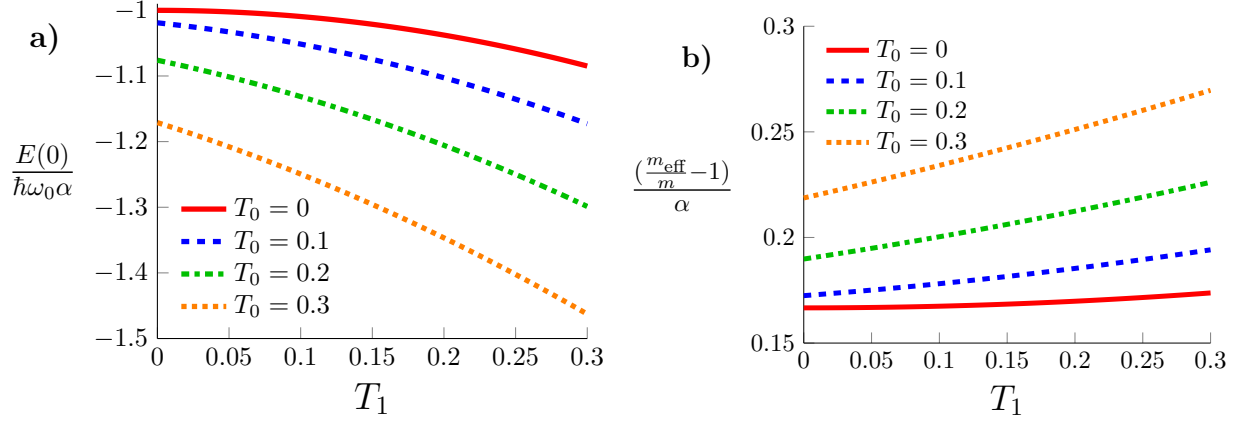 a)
E(0)
ħω₀α
−1
−1.1
−1.2
−1.3
−1.4
−1.5
0 0.05 0.1 0.15 0.2 0.25 0.3
T₁
T₀ = 0
T₀ = 0.1
T₀ = 0.2
T₀ = 0.3
b)
(m_eff/m −1)
α
0.3
0.25
0.2
0.15
0 0.05 0.1 0.15 0.2 0.25 0.3
T₁
T₀ = 0
T₀ = 0.1
T₀ = 0.2
T₀ = 0.3